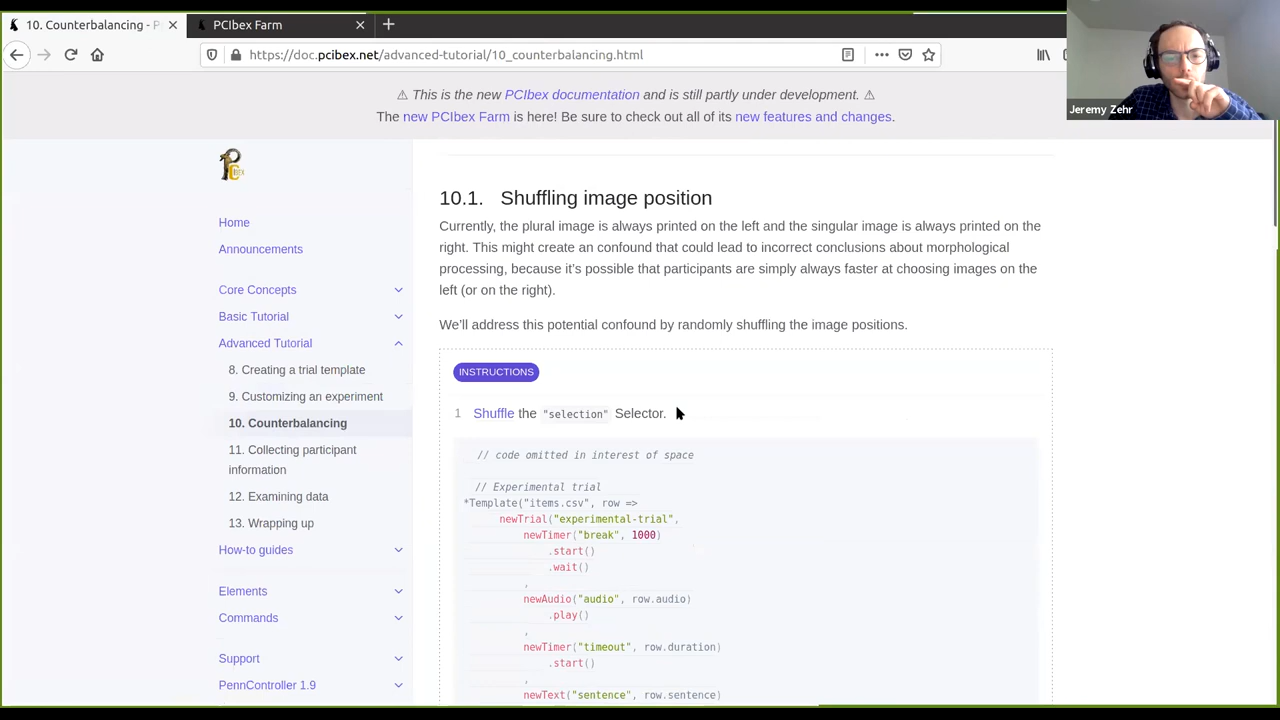 10. Counterbalancing - P
PCIbex Farm
https://doc.pcibex.net/advanced-tutorial/10_counterbalancing.html
Jeremy Zehr
⚠ This is the new PCIbex documentation and is still partly under development. ⚠
The new PCIbex Farm is here! Be sure to check out all of its new features and changes.
Home
Announcements
Core Concepts
Basic Tutorial
Advanced Tutorial
8. Creating a trial template
9. Customizing an experiment
10. Counterbalancing
11. Collecting participant
information
12. Examining data
13. Wrapping up
How-to guides
Elements
Commands
Support
PennController 1.9
10.1. Shuffling image position
Currently, the plural image is always printed on the left and the singular image is always printed on the
right. This might create an confound that could lead to incorrect conclusions about morphological
processing, because it's possible that participants are simply always faster at choosing images on the
left (or on the right).
We'll address this potential confound by randomly shuffling the image positions.
INSTRUCTIONS
1 Shuffle the "selection" Selector.
// code omitted in interest of space
// Experimental trial
*Template("items.csv", row =>
newTrial("experimental-trial",
newTimer("break", 1000)
.start()
.wait()
,
newAudio("audio", row.audio)
.play()
,
newTimer("timeout", row.duration)
.start()
,
newText("sentence", row.sentence)